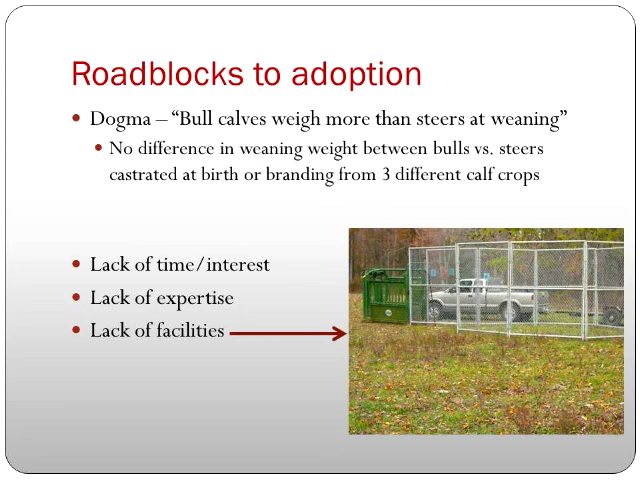 Roadblocks to adoption
Dogma – “Bull calves weigh more than steers at weaning”
No difference in weaning weight between bulls vs. steers
castrated at birth or branding from 3 different calf crops
Lack of time/interest
Lack of expertise
Lack of facilities